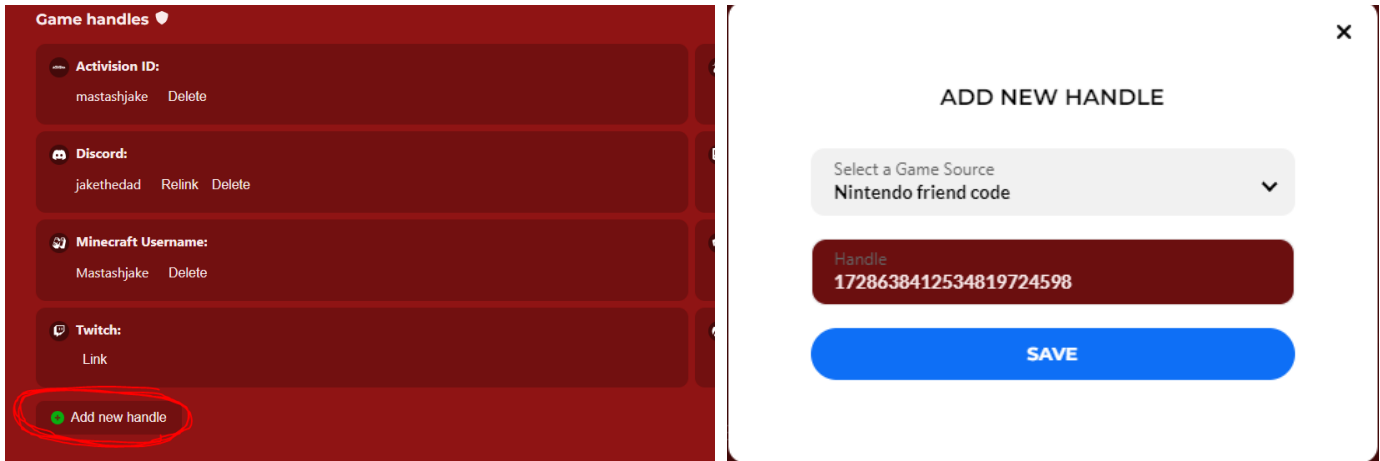 Game handles
Activision ID:
mastashjake Delete
Discord:
jakethedad Relink Delete
Minecraft Username:
Mastashjake Delete
Twitch:
Link
Add new handle
ADD NEW HANDLE
Select a Game Source
Nintendo friend code
Handle
1728638412534819724598
SAVE